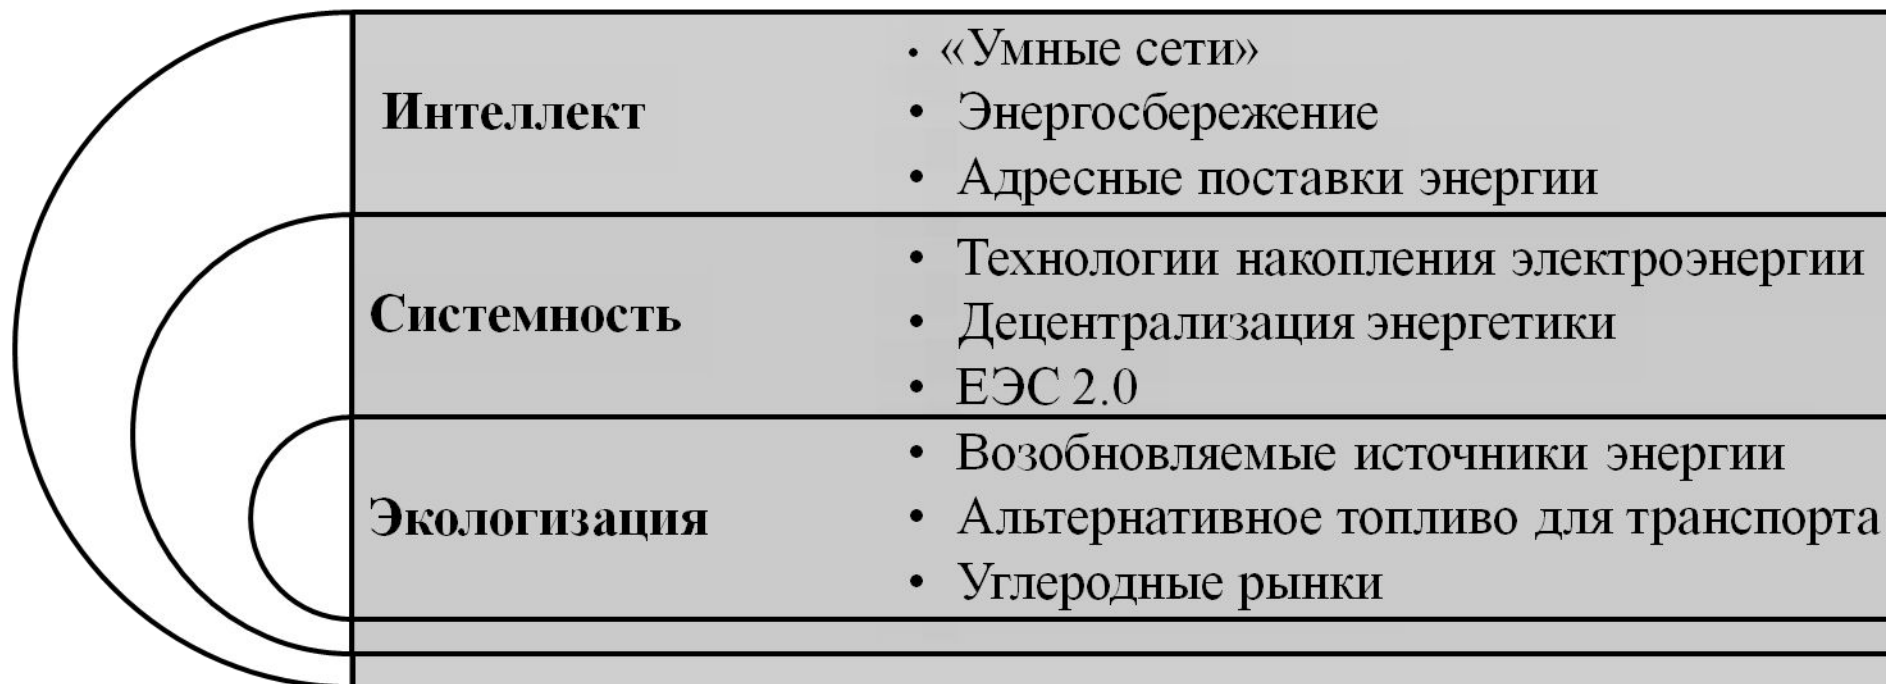 Интеллект
• «Умные сети»
• Энергосбережение
• Адресные поставки энергии
Системность
• Технологии накопления электроэнергии
• Децентрализация энергетики
• ЕЭС 2.0
Экологизация
• Возобновляемые источники энергии
• Альтернативное топливо для транспорта
• Углеродные рынки